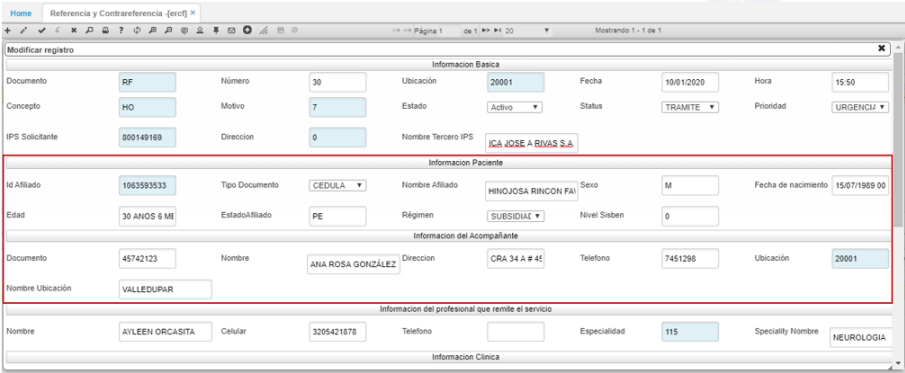 Home Referencia y Contrareferencia -[ercf] ×
Página 1 de 1 20 Mostrando 1 - 1 de 1
Modificar registro
Informacion Basica
Documento RF Número 30 Ubicación 20001 Fecha 10/01/2020 Hora 15:50
Concepto HO Motivo 7 Estado Activo Status TRAMITE Prioridad URGENCIA
IPS Solicitante 800149169 Direccion 0 Nombre Tercero IPS ICA JOSE A RIVAS S.A.
Informacion Paciente
Id Afiliado 1063593533 Tipo Documento CEDULA Nombre Afiliado HINOJOSA RINCON FAV Sexo M Fecha de nacimiento 15/07/1989 00
Edad 30 ANOS 6 ME EstadoAfiliado PE Régimen SUBSIDIAD Nivel Sisben 0
Informacion del Acompañante
Documento 45742123 Nombre ANA ROSA GONZÁLEZ Direccion CRA 34 A # 45 Telefono 7451298 Ubicación 20001
Nombre Ubicación VALLEDUPAR
Informacion del profesional que remite el servicio
Nombre AYLEEN ORCASITA Celular 3205421878 Telefono Especialidad 115 Speciality Nombre NEUROLOGIA
Informacion Clinica